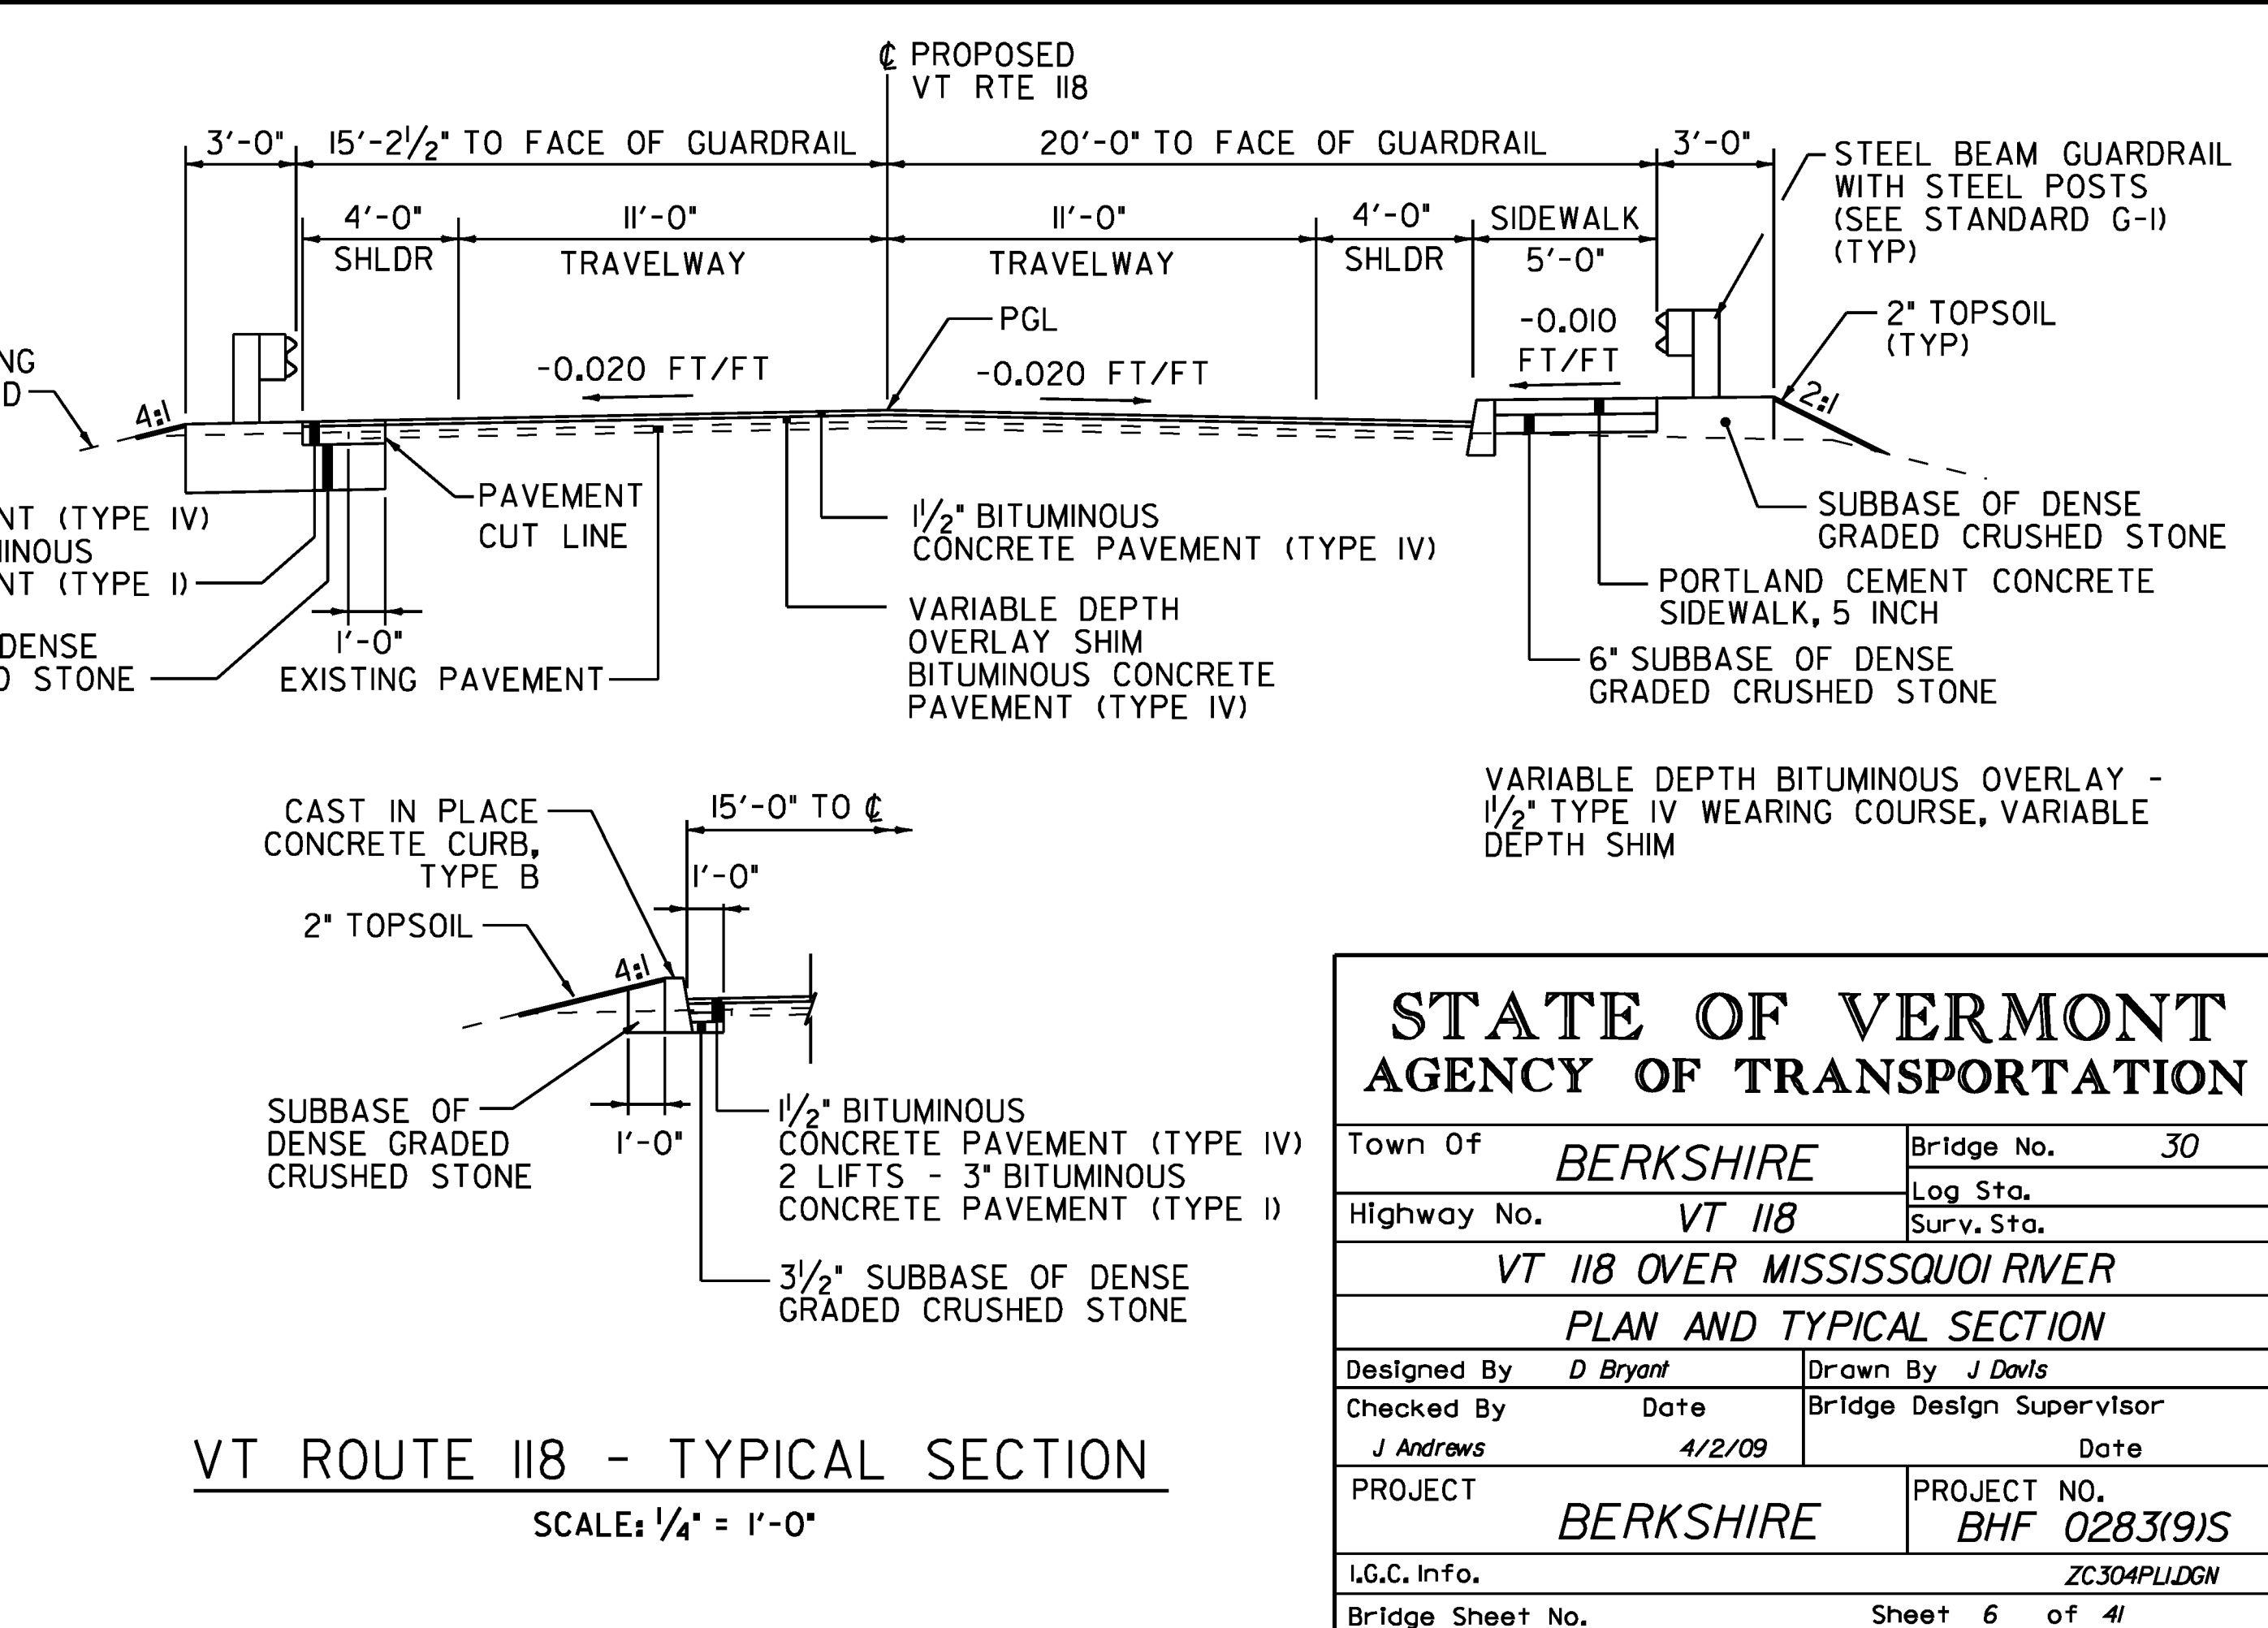 ℄ PROPOSED
VT RTE 118
3'-0" 15'-2 1/2" TO FACE OF GUARDRAIL 20'-0" TO FACE OF GUARDRAIL 3'-0"
STEEL BEAM GUARDRAIL
WITH STEEL POSTS
(SEE STANDARD G-1)
(TYP)
4'-0" 11'-0" 11'-0" 4'-0" SIDEWALK
SHLDR TRAVELWAY TRAVELWAY SHLDR 5'-0"
PGL
-0.010
FT/FT
2" TOPSOIL
(TYP)
NG
D
-0.020 FT/FT
-0.020 FT/FT
4:1
2:1
NT (TYPE IV)
MINOUS
NT (TYPE I)
DENSE
D STONE
PAVEMENT
CUT LINE
1'-0"
EXISTING PAVEMENT
1 1/2" BITUMINOUS
CONCRETE PAVEMENT (TYPE IV)
VARIABLE DEPTH
OVERLAY SHIM
BITUMINOUS CONCRETE
PAVEMENT (TYPE IV)
SUBBASE OF DENSE
GRADED CRUSHED STONE
PORTLAND CEMENT CONCRETE
SIDEWALK, 5 INCH
6" SUBBASE OF DENSE
GRADED CRUSHED STONE
VARIABLE DEPTH BITUMINOUS OVERLAY -
1 1/2" TYPE IV WEARING COURSE, VARIABLE
DEPTH SHIM
CAST IN PLACE
CONCRETE CURB,
TYPE B
15'-0" TO ℄
1'-0"
2" TOPSOIL
4:1
SUBBASE OF
DENSE GRADED
CRUSHED STONE
1'-0"
1 1/2" BITUMINOUS
CONCRETE PAVEMENT (TYPE IV)
2 LIFTS - 3" BITUMINOUS
CONCRETE PAVEMENT (TYPE I)
3 1/2" SUBBASE OF DENSE
GRADED CRUSHED STONE
VT ROUTE 118 - TYPICAL SECTION
SCALE: 1/4" = 1'-0"
STATE OF VERMONT
AGENCY OF TRANSPORTATION
Town Of BERKSHIRE
Bridge No. 30
Log Sta.
Highway No. VT 118
Surv. Sta.
VT 118 OVER MISSISSQUOI RIVER
PLAN AND TYPICAL SECTION
Designed By D Bryant Drawn By J Davis
Checked By Date Bridge Design Supervisor
J Andrews 4/2/09 Date
PROJECT BERKSHIRE
PROJECT NO.
BHF 0283(9)S
I.G.C. Info. ZC304PLI.DGN
Bridge Sheet No. Sheet 6 of 41